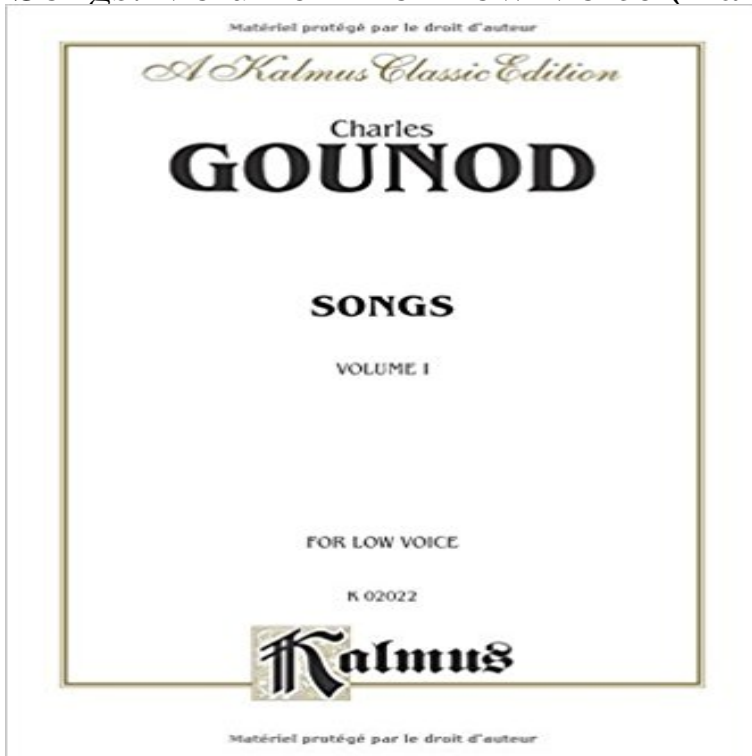 Matériel protégé par le droit d'auteur
A Kalmus Classic Edition
Charles
GOUNOD
SONGS
VOLUME I
FOR LOW VOICE
K 02022
Kalmus
Matériel protégé par le droit d'auteur